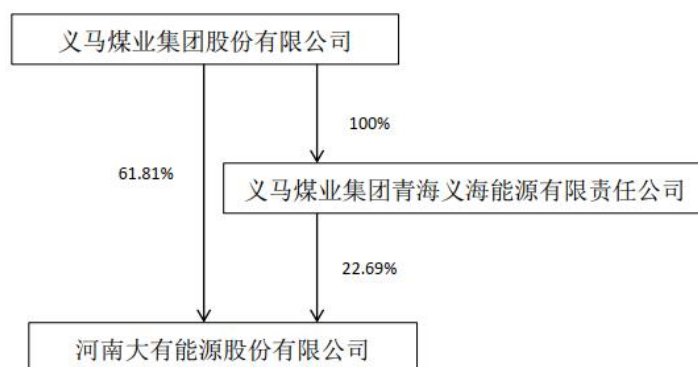 义马煤业集团股份有限公司
100%
61.81%
义马煤业集团青海义海能源有限责任公司
22.69%
河南大有能源股份有限公司